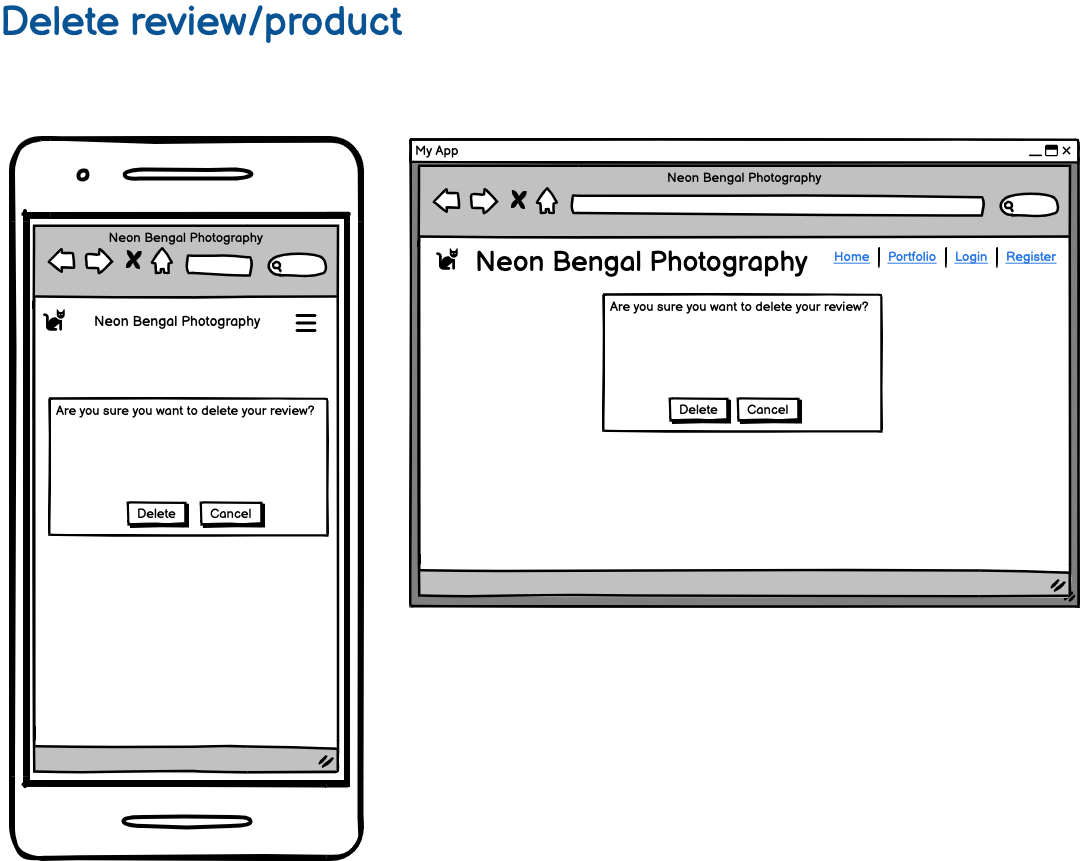 Delete review/product
Neon Bengal Photography
Neon Bengal Photography
Are you sure you want to delete your review?
Delete Cancel
My App
Neon Bengal Photography
Neon Bengal Photography Home Portfolio Login Register
Are you sure you want to delete your review?
Delete Cancel